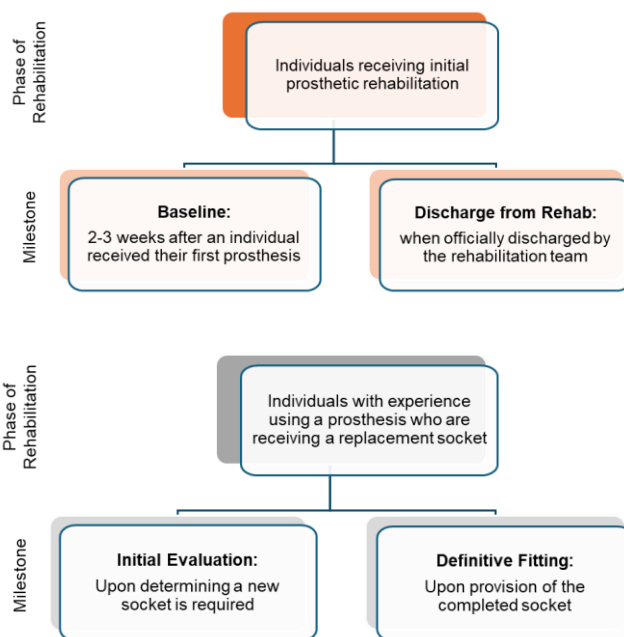 Phase of
Rehabilitation
Individuals receiving initial
prosthetic rehabilitation
Milestone
Baseline:
2-3 weeks after an individual
received their first prosthesis
Discharge from Rehab:
when officially discharged by
the rehabilitation team
Phase of
Rehabilitation
Individuals with experience
using a prosthesis who are
receiving a replacement socket
Milestone
Initial Evaluation:
Upon determining a new
socket is required
Definitive Fitting:
Upon provision of the
completed socket